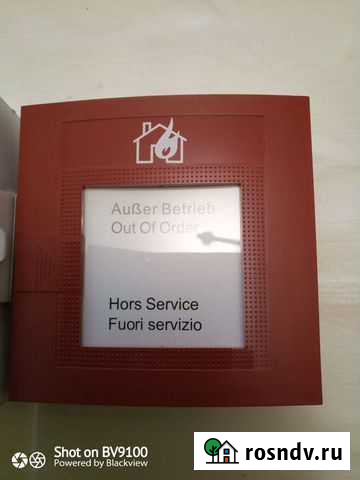 Außer Betrieb
Out Of Order
Hors Service
Fuori servizio
Shot on BV9100
Powered by Blackview
rosndv.ru